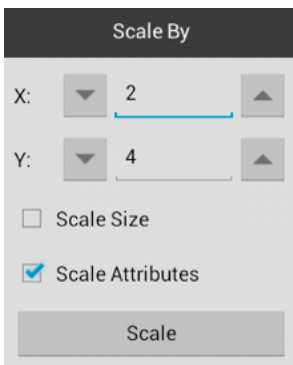 Scale By
X: 2
Y: 4
Scale Size
Scale Attributes
Scale